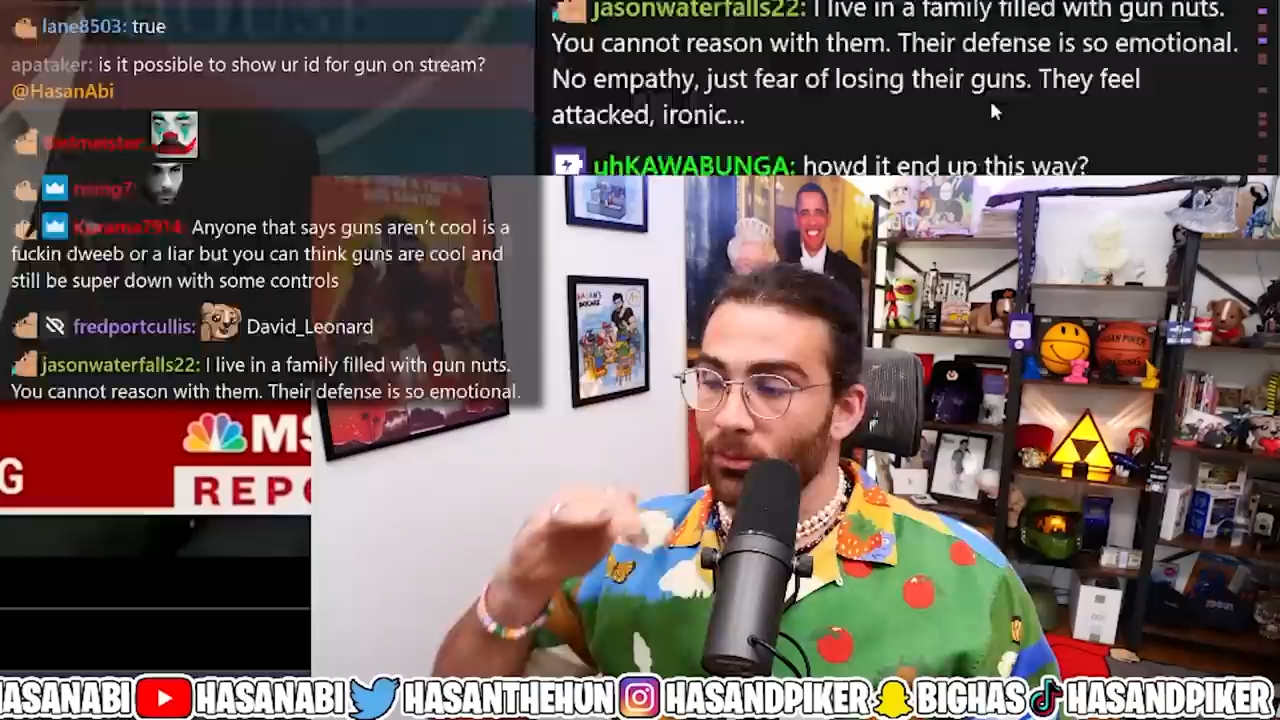 lane8503: true
apataker: is it possible to show ur id for gun on stream?
@HasanAbi
Kurama7914: Anyone that says guns aren't cool is a
fuckin dweeb or a liar but you can think guns are cool and
still be super down with some controls
fredportcullis: David_Leonard
jasonwaterfalls22: I live in a family filled with gun nuts.
You cannot reason with them. Their defense is so emotional.
jasonwaterfalls22: I live in a family filled with gun nuts.
You cannot reason with them. Their defense is so emotional.
No empathy, just fear of losing their guns. They feel
attacked, ironic...
uhKAWABUNGA: howd it end up this way?
G
MS
REPO
HASAN PIKER
ASANABI HASANABI HASANTHEHUN HASANDPIKER BIGHAS HASANDPIKER